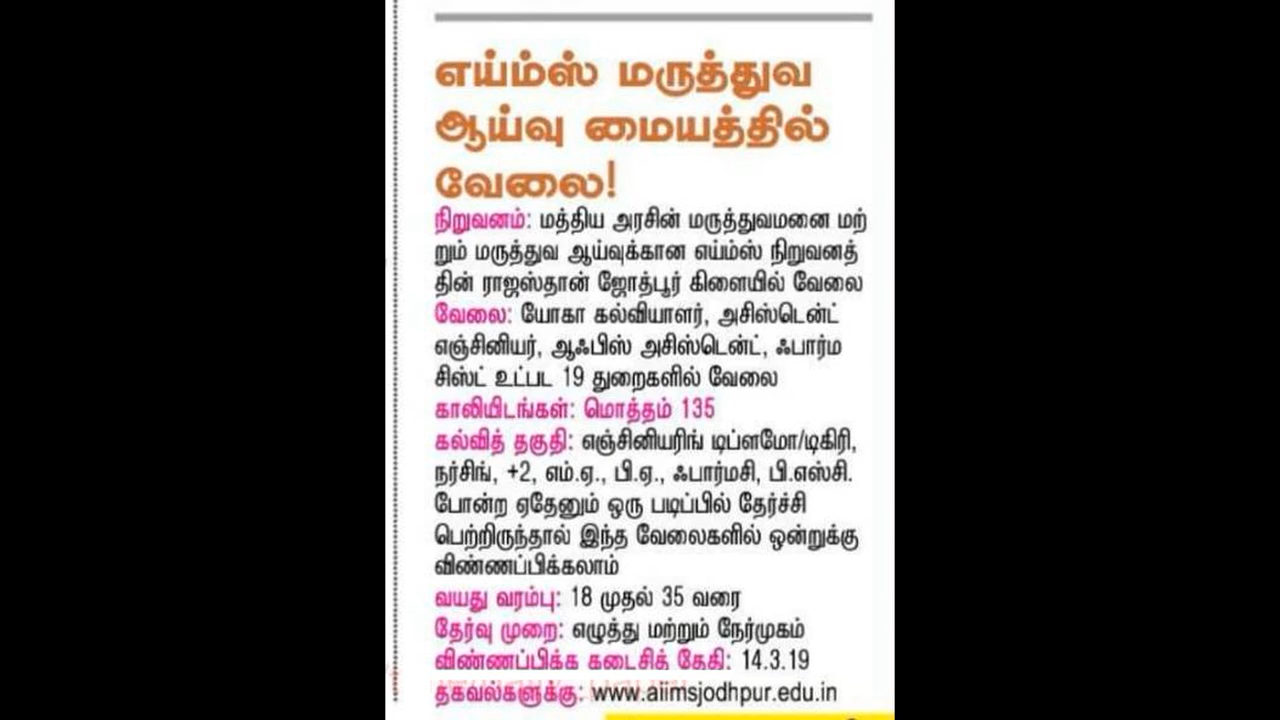 எய்ம்ஸ் மருத்துவ
ஆய்வு மையத்தில்
வேலை!
நிறுவனம்: மத்திய அரசின் மருத்துவமனை மற்
றும் மருத்துவ ஆய்வுக்கான எய்ம்ஸ் நிறுவனத்
தின் ராஜஸ்தான் ஜோத்பூர் கிளையில் வேலை
வேலை: யோகா கல்வியாளர், அசிஸ்டென்ட்
எஞ்சினியர், ஆஃபிஸ் அசிஸ்டென்ட், ஃபார்ம
சிஸ்ட் உட்பட 19 துறைகளில் வேலை
காலியிடங்கள்: மொத்தம் 135
கல்வித் தகுதி: எஞ்சினியரிங் டிப்ளமோ/டிகிரி,
நர்சிங், +2, எம்.ஏ., பி.ஏ., ஃபார்மசி, பி.எஸ்சி.
போன்ற ஏதேனும் ஒரு படிப்பில் தேர்ச்சி
பெற்றிருந்தால் இந்த வேலைகளில் ஒன்றுக்கு
விண்ணப்பிக்கலாம்
வயது வரம்பு: 18 முதல் 35 வரை
தேர்வு முறை: எழுத்து மற்றும் நேர்முகம்
விண்ணப்பிக்க கடைசித் தேதி: 14.3.19
தகவல்களுக்கு: www.aiimsjodhpur.edu.in